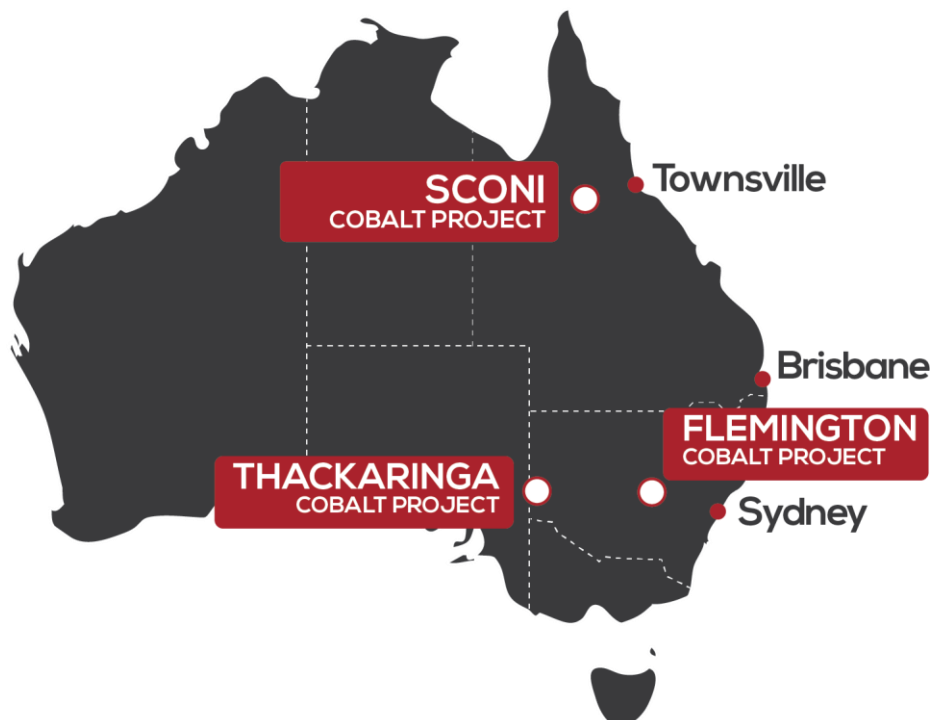 SCONI
COBALT PROJECT
Townsville
Brisbane
FLEMINGTON
COBALT PROJECT
THACKARINGA
COBALT PROJECT
Sydney